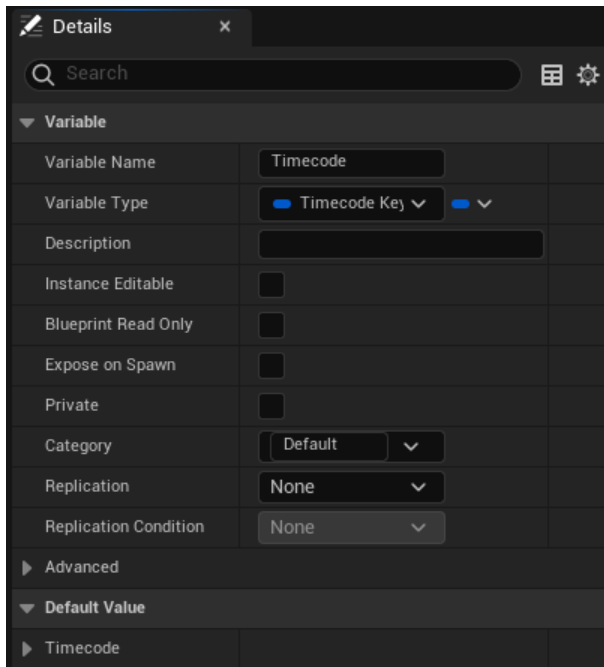 Details
Search
Variable
Variable Name Timecode
Variable Type Timecode Key
Description
Instance Editable
Blueprint Read Only
Expose on Spawn
Private
Category Default
Replication None
Replication Condition None
Advanced
Default Value
Timecode